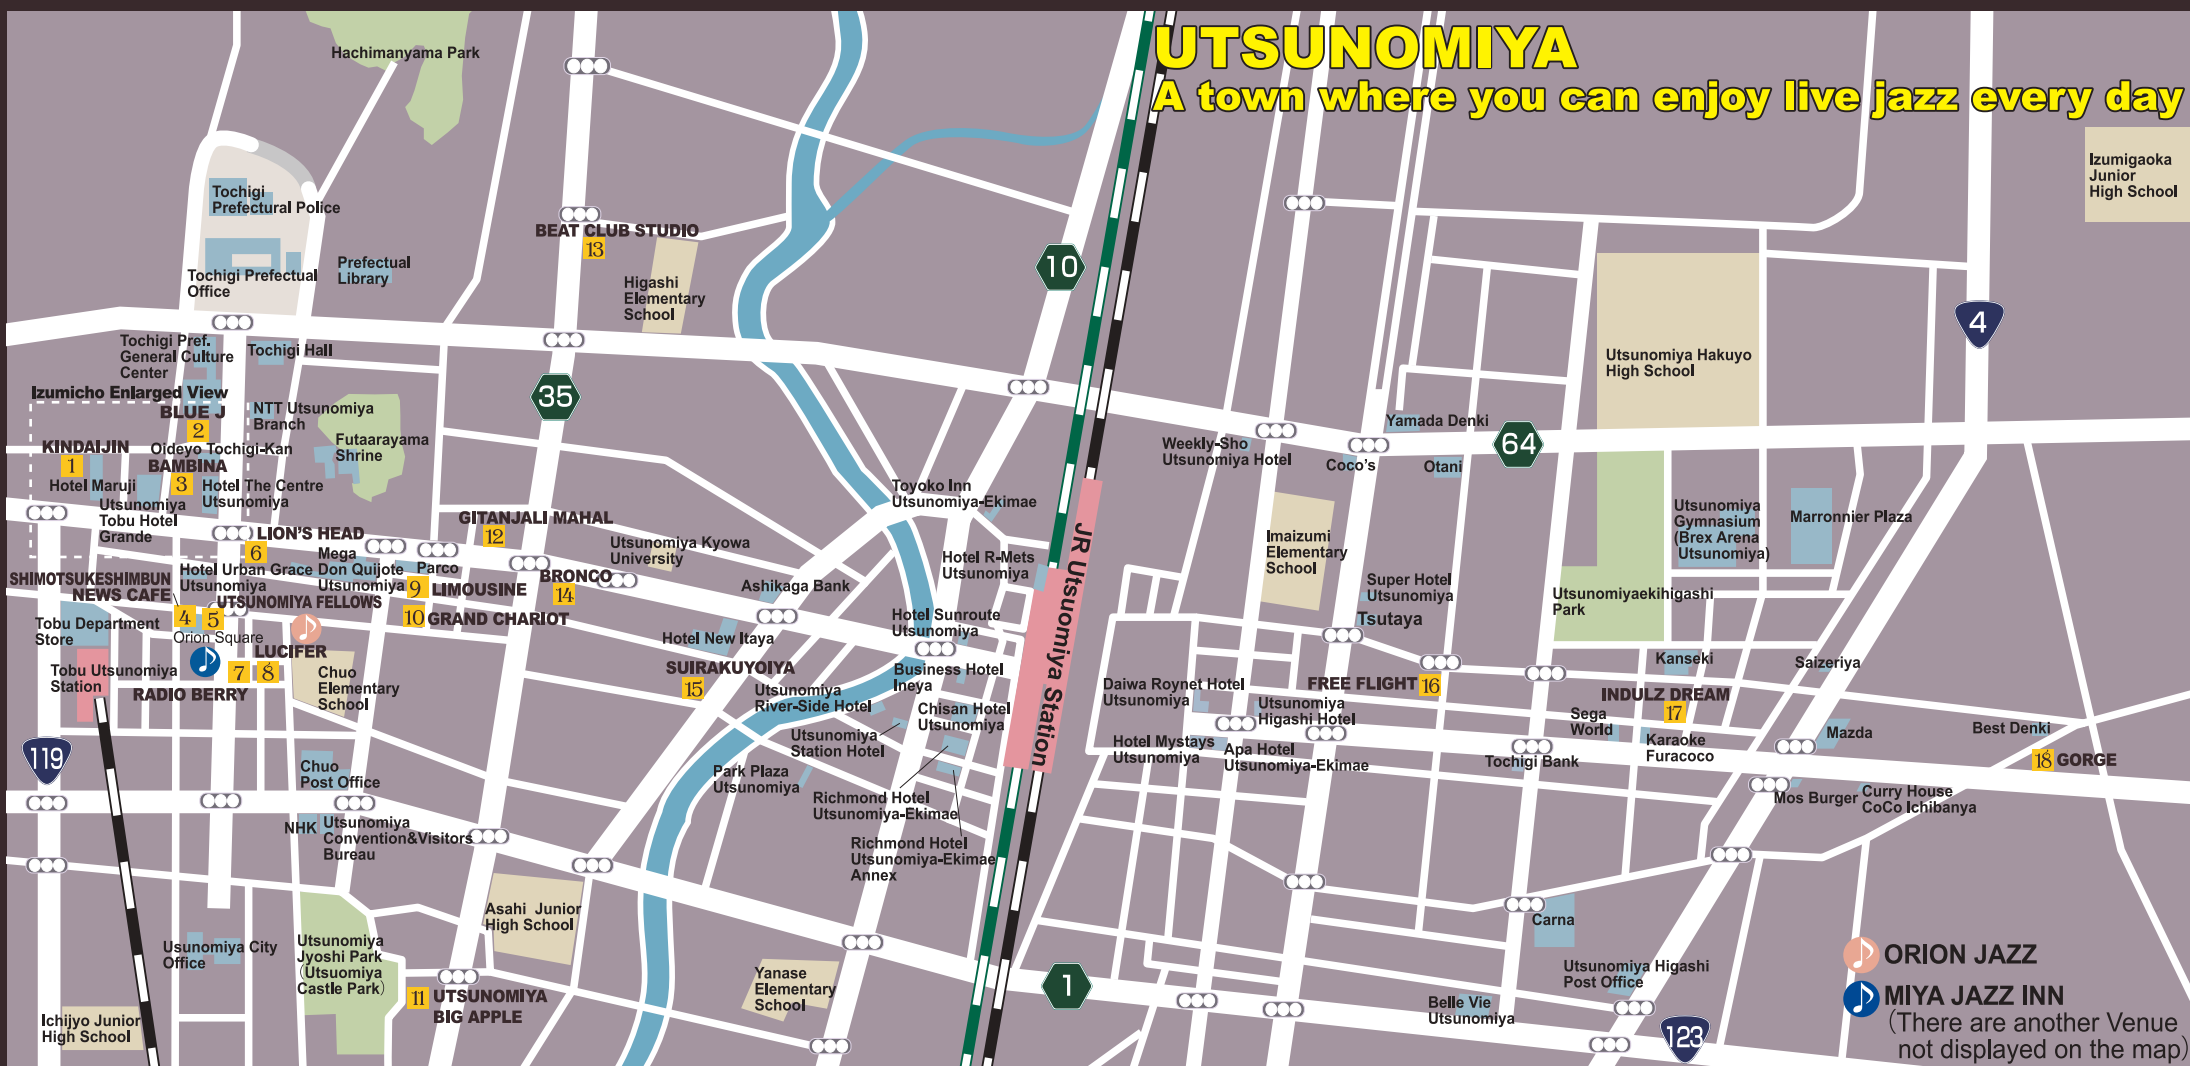 UTSUNOMIYA
A town where you can enjoy live jazz every day
Hachimanyama Park
Izumigaoka
Junior
High School
Tochigi
Prefectural Police
BEAT CLUB STUDIO
13
Prefectual
Library
Tochigi Prefectual
Office
Higashi
Elementary
School
10
4
Tochigi Pref.
General Culture
Center
Tochigi Hall
Utsunomiya Hakuyo
High School
Izumicho Enlarged View
35
BLUE J
2
NTT Utsunomiya
Branch
Futaarayama
Shrine
KINDAIJIN
1
Oideyo Tochigi-Kan
BAMBINA
3
Hotel Maruji
Hotel The Centre
Utsunomiya
Utsunomiya
Tobu Hotel
Grande
Yamada Denki
64
Weekly-Sho
Utsunomiya Hotel
Coco's
Otani
Toyoko Inn
Utsunomiya-Ekimae
GITANJALI MAHAL
12
LION'S HEAD
6
Utsunomiya Kyowa
University
Hotel R-Mets
Utsunomiya
JR Utsuomiya Station
Imaizumi
Elementary
School
Utsunomiya
Gymnasium
(Brex Arena
Utsunomiya)
Marronnier Plaza
Mega
Don Quijote
Utsunomiya
Parco
Hotel Urban Grace
Utsunomiya
SHIMOTSUKESHIMBUN
NEWS CAFE
4
5
UTSUNOMIYA FELLOWS
9
LIMOUSINE
BRONCO
14
10
GRAND CHARIOT
Ashikaga Bank
Super Hotel
Utsunomiya
Tsutaya
Utsunomiyaekihigashi
Park
Tobu Department
Store
Orion Square
Hotel Sunroute
Utsunomiya
Hotel New Itaya
Tobu Utsunomiya
Station
7
8
LUCIFER
RADIO BERRY
Chuo
Elementary
School
SUIRAKUYOIYA
15
Utsunomiya
River-Side Hotel
Business Hotel
Ineya
Chisan Hotel
Utsunomiya
Utsunomiya
Station Hotel
Daiwa Roynet Hotel
Utsunomiya
Utsunomiya
Higashi Hotel
FREE FLIGHT
16
Kanseki
Saizeriya
INDULZ DREAM
17
Sega
World
Karaoke
Furacoco
Mazda
Best Denki
18
GORGE
119
Hotel Mystays
Utsunomiya
Apa Hotel
Utsunomiya-Ekimae
Tochigi Bank
Chuo
Post Office
Park Plaza
Utsunomiya
Richmond Hotel
Utsunomiya-Ekimae
Mos Burger
Curry House
CoCo Ichibanya
NHK
Utsunomiya
Convention&Visitors
Bureau
Richmond Hotel
Utsunomiya-Ekimae
Annex
Asahi Junior
High School
Carna
Usunomiya City
Office
Utsunomiya
Jyoshi Park
(Utsuomiya
Castle Park)
11
UTSUNOMIYA
BIG APPLE
Yanase
Elementary
School
1
Utsunomiya Higashi
Post Office
Belle Vie
Utsunomiya
123
Ichijyo Junior
High School
ORION JAZZ
MIYA JAZZ INN
(There are another Venue
not displayed on the map)